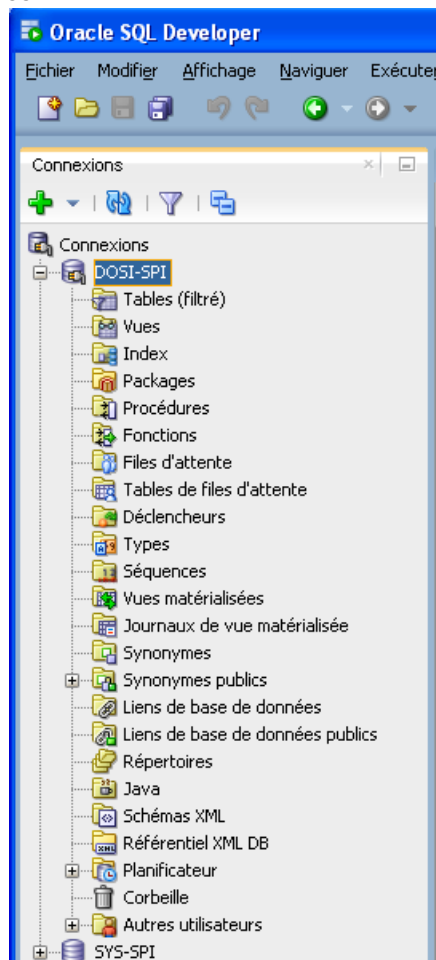 Oracle SQL Developer
Fichier Modifier Affichage Naviguer Exécute
Connexions
Connexions
DOSI-SPI
Tables (filtré)
Vues
Index
Packages
Procédures
Fonctions
Files d'attente
Tables de files d'attente
Déclencheurs
Types
Séquences
Vues matérialisées
Journaux de vue matérialisée
Synonymes
Synonymes publics
Liens de base de données
Liens de base de données publics
Répertoires
Java
Schémas XML
Référentiel XML DB
Planificateur
Corbeille
Autres utilisateurs
SYS-SPI